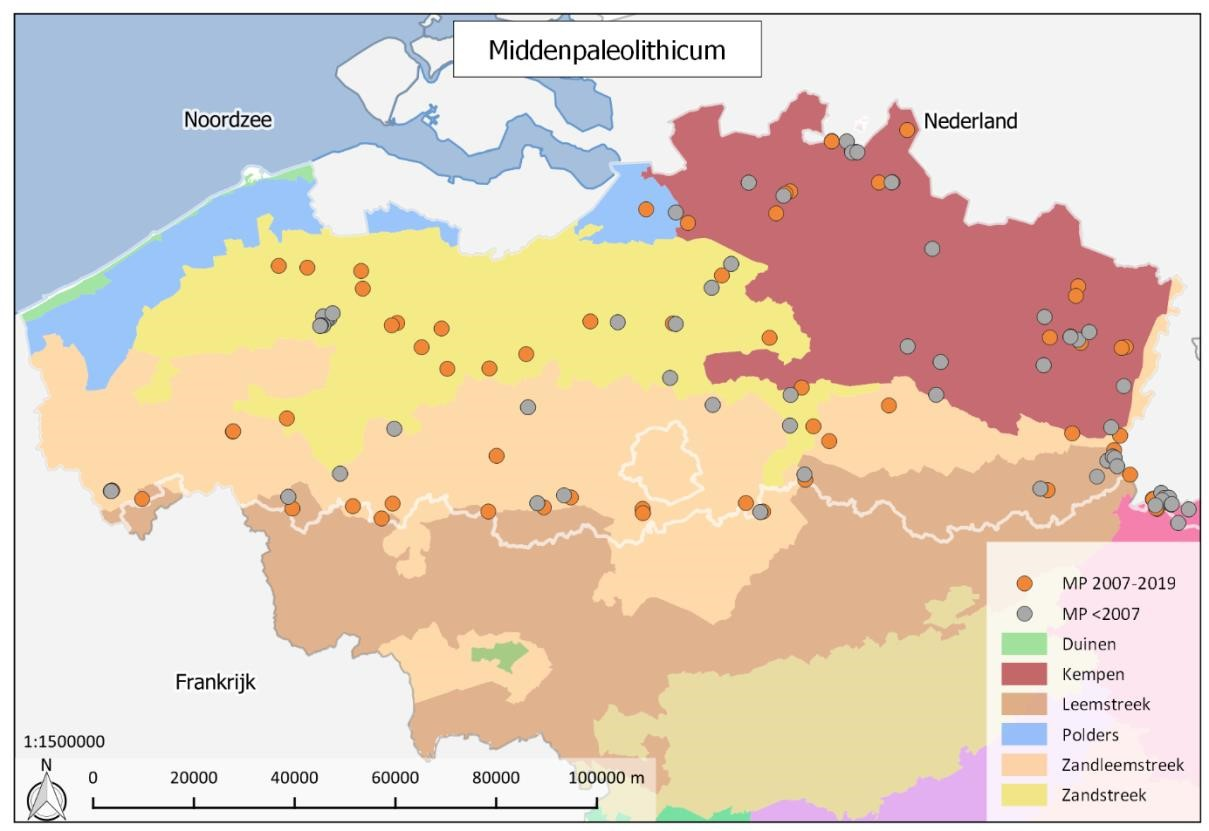 Middenpaleolithicum
Noordzee
Nederland
Frankrijk
MP 2007-2019
MP <2007
Duinen
Kempen
Leemstreek
Polders
Zandleemstreek
Zandstreek
1:1500000
N
0 20000 40000 60000 80000 100000 m